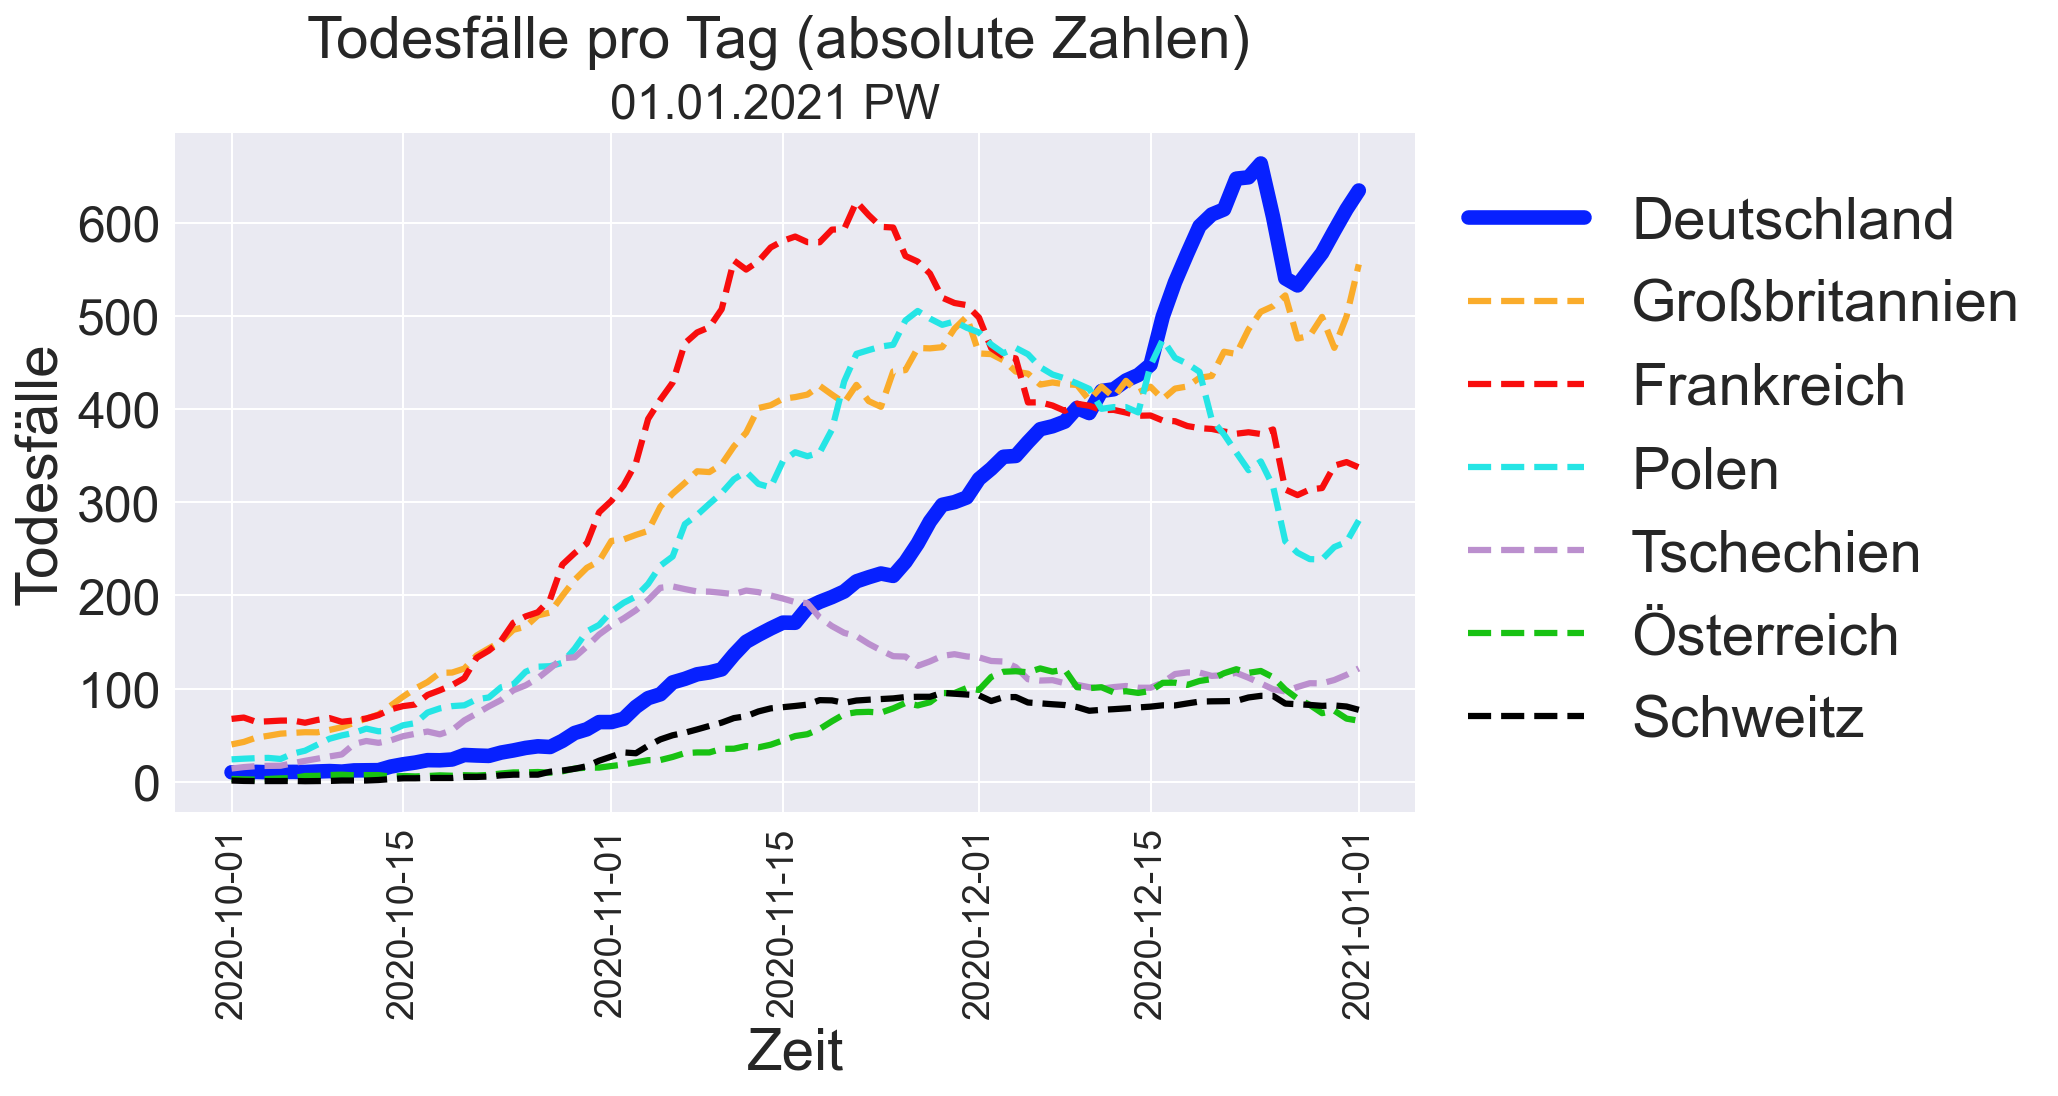 Todesfälle pro Tag (absolute Zahlen)
01.01.2021 PW
Todesfälle
600
500
400
300
200
100
0
2020-10-01
2020-10-15
2020-11-01
2020-11-15
2020-12-01
2020-12-15
2021-01-01
Zeit
Deutschland
Großbritannien
Frankreich
Polen
Tschechien
Österreich
Schweitz